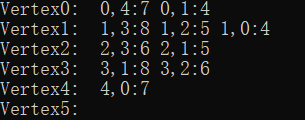 Vertex0:  0,4:7 0,1:4
Vertex1:  1,3:8 1,2:5 1,0:4
Vertex2:  2,3:6 2,1:5
Vertex3:  3,1:8 3,2:6
Vertex4:  4,0:7
Vertex5: